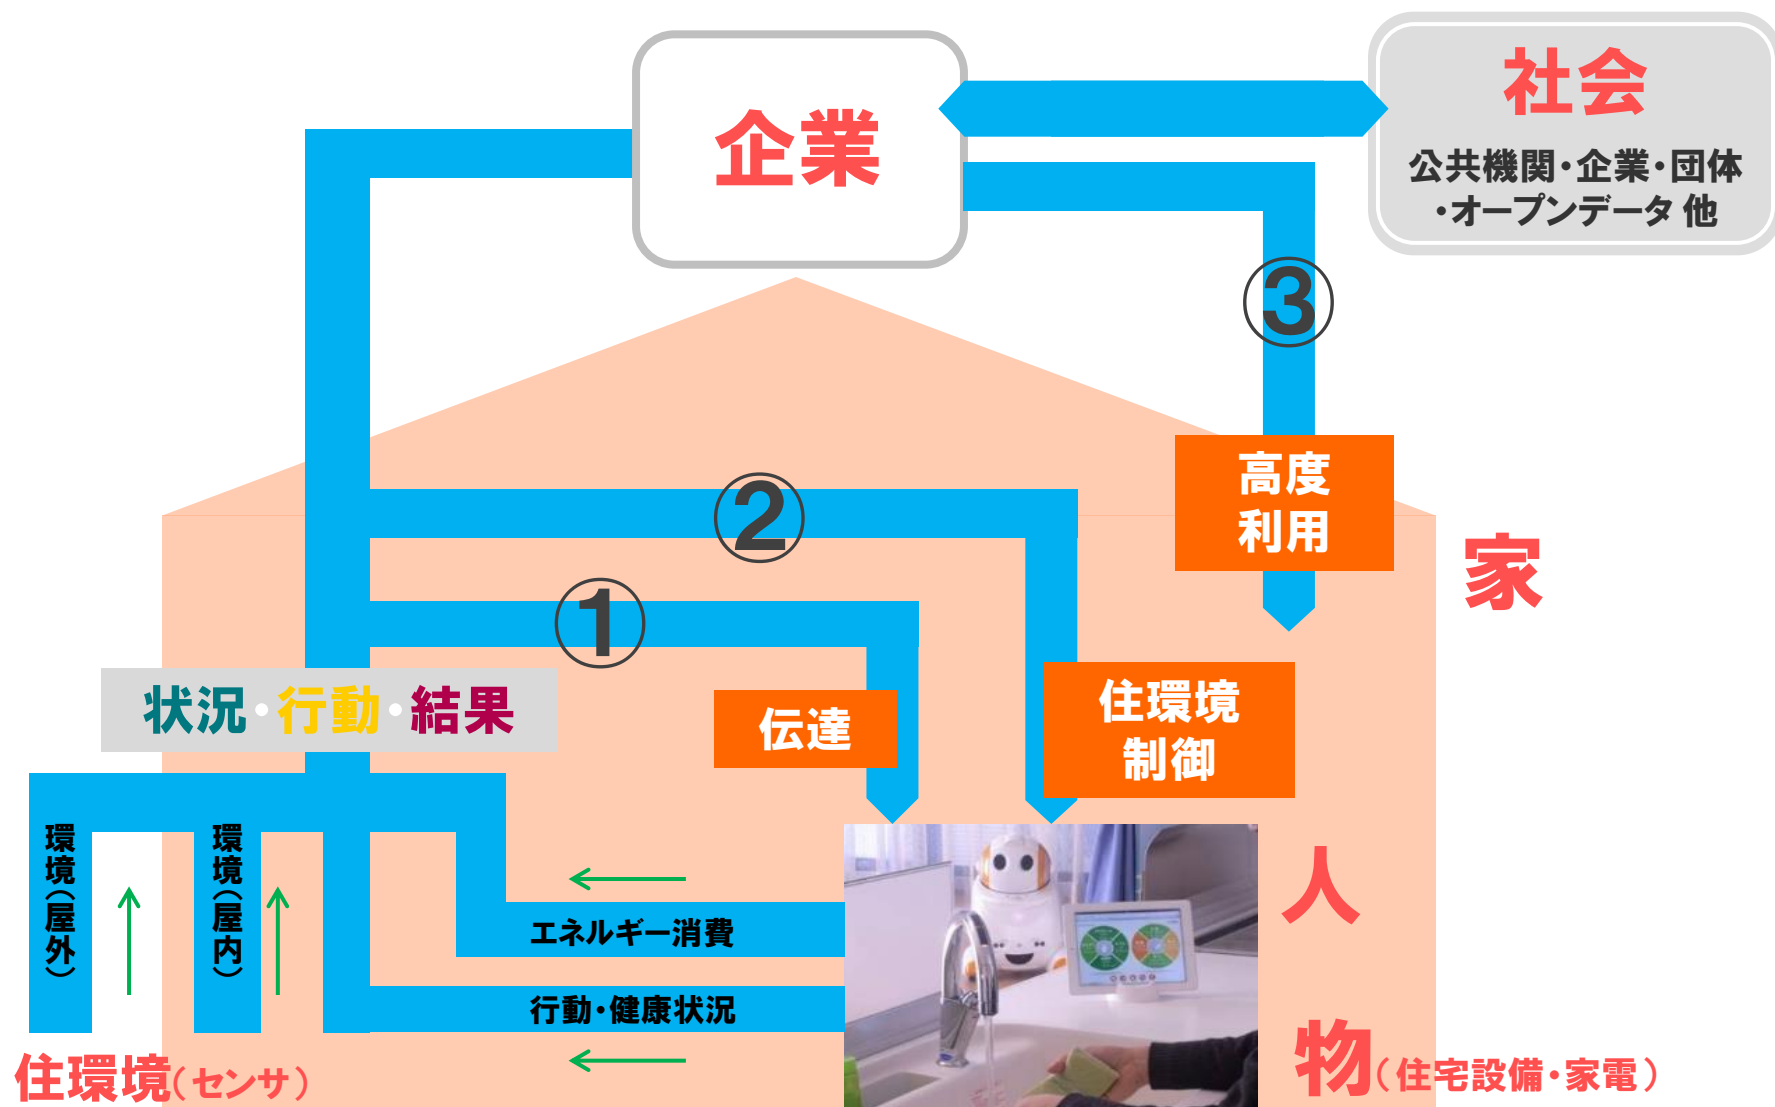 企業
社会
公共機関・企業・団体
・オープンデータ 他
③
高度
利用
②
家
①
状況・行動・結果
伝達
住環境
制御
環境(屋外)
環境(屋内)
エネルギー消費
人
行動・健康状況
物(住宅設備・家電)
住環境(センサ)